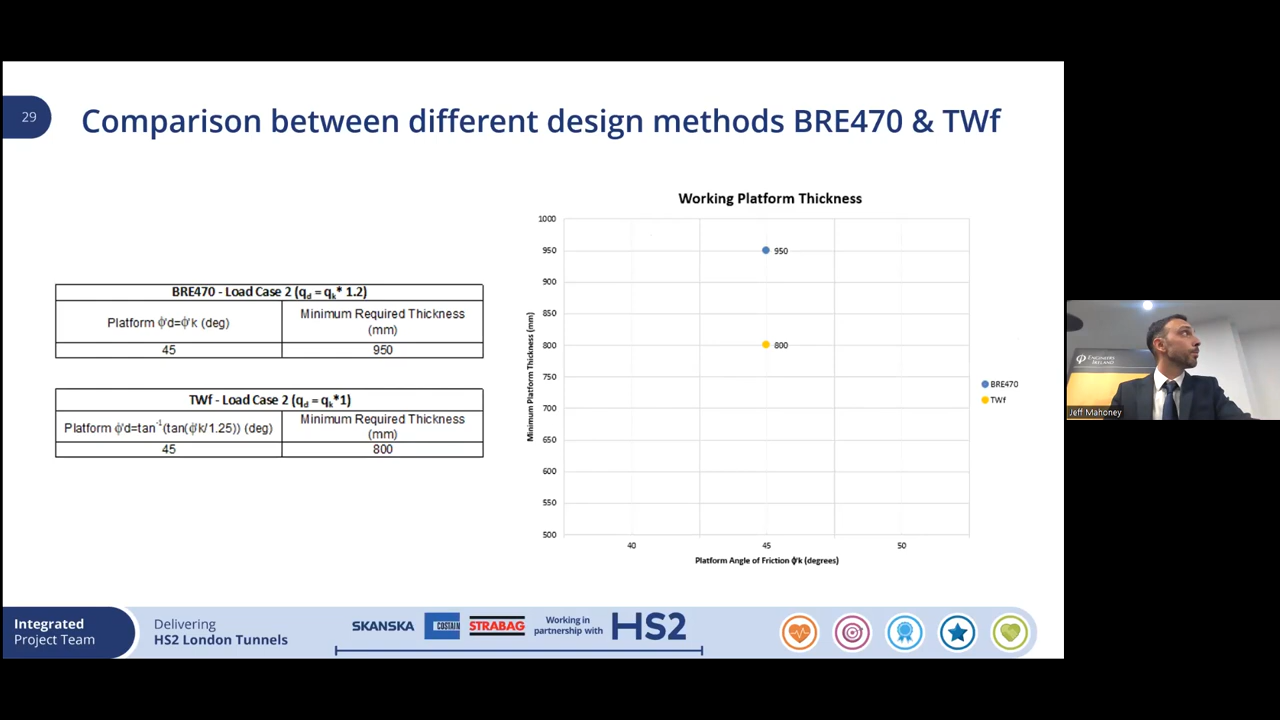 29
Comparison between different design methods BRE470 & TWf
BRE470 - Load Case 2 (qd = qk* 1.2)
Platform ϕ'd=ϕ'k (deg)
Minimum Required Thickness
(mm)
45
950
TWf - Load Case 2 (qd = qk*1)
Platform ϕ'd=tan⁻¹(tan(ϕ'k/1.25)) (deg)
Minimum Required Thickness
(mm)
45
800
Working Platform Thickness
Minimum Platform Thickness (mm)
1000
950
900
850
800
750
700
650
600
550
500
950
800
40
45
50
Platform Angle of Friction ϕ'k (degrees)
BRE470
TWf
ENGINEERS
IRELAND
Jeff Mahoney
Integrated
Project Team
Delivering
HS2 London Tunnels
SKANSKA
COSTAIN
STRABAG
Working in
partnership with
HS2